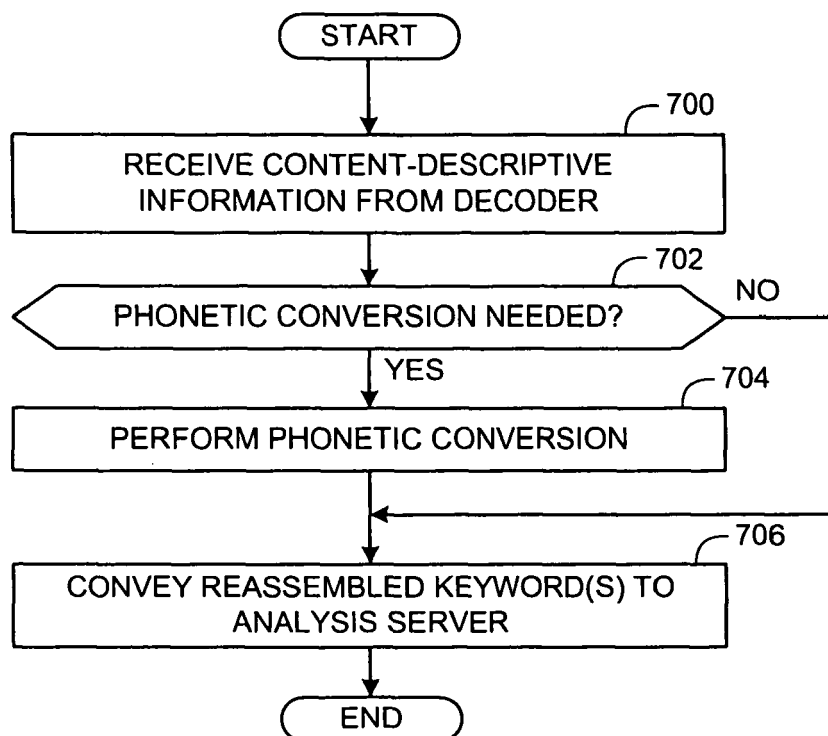 START
700
RECEIVE CONTENT-DESCRIPTIVE
INFORMATION FROM DECODER
702
PHONETIC CONVERSION NEEDED?
NO
YES
704
PERFORM PHONETIC CONVERSION
706
CONVEY REASSEMBLED KEYWORD(S) TO
ANALYSIS SERVER
END